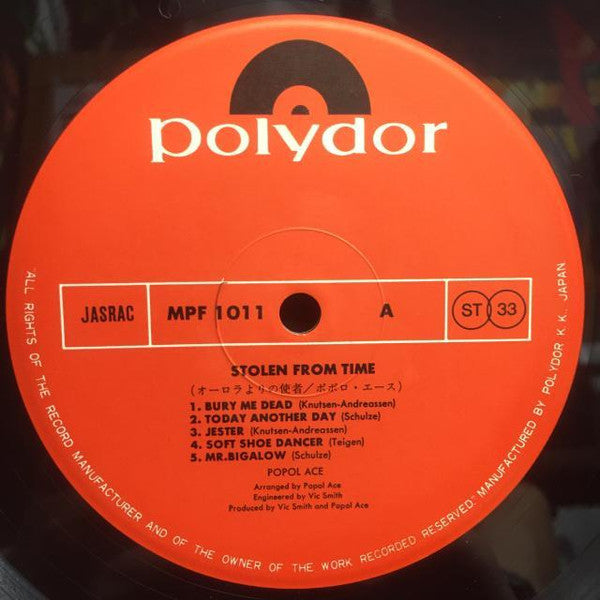 polydor
JASRAC MPF 1011 A ST 33
STOLEN FROM TIME
(オーロラよりの使者/ポポロ・エース)
1. BURY ME DEAD (Knutsen-Andreassen)
2. TODAY ANOTHER DAY (Schulze)
3. JESTER (Knutsen-Andreassen)
4. SOFT SHOE DANCER (Teigen)
5. MR.BIGALOW (Schulze)
POPOL ACE
Arranged by Popol Ace
Engineered by Vic Smith
Produced by Vic Smith and Popol Ace
"ALL RIGHTS OF THE RECORD MANUFACTURER AND OF THE OWNER OF THE WORK RECORDED RESERVED." MANUFACTURED BY POLYDOR K.K. JAPAN